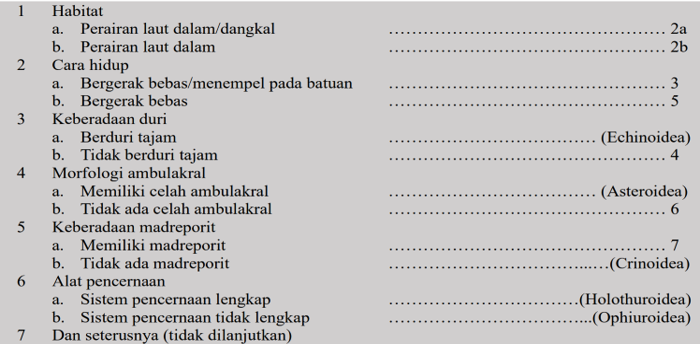 1 Habitat
a. Perairan laut dalam/dangkal ........................................ 2a
b. Perairan laut dalam ........................................ 2b
2 Cara hidup
a. Bergerak bebas/menempel pada batuan ........................................ 3
b. Bergerak bebas ........................................ 5
3 Keberadaan duri
a. Berduri tajam .............................. (Echinoidea)
b. Tidak berduri tajam ........................................ 4
4 Morfologi ambulakral
a. Memiliki celah ambulakral .............................. (Asteroidea)
b. Tidak ada celah ambulakral ........................................ 6
5 Keberadaan madreporit
a. Memiliki madreporit ........................................ 7
b. Tidak ada madreporit ................................(Crinoidea)
6 Alat pencernaan
a. Sistem pencernaan lengkap ............................(Holothuroidea)
b. Sistem pencernaan tidak lengkap ..............................(Ophiuroidea)
7 Dan seterusnya (tidak dilanjutkan)